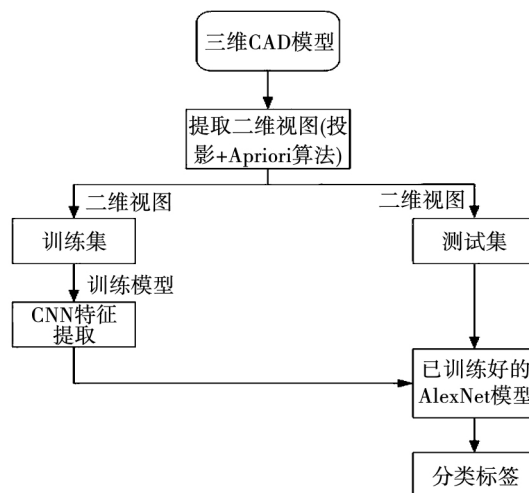 三维CAD模型
提取二维视图(投
影+Apriori算法)
二维视图
二维视图
训练集
测试集
训练模型
CNN特征
提取
已训练好的
AlexNet模型
分类标签